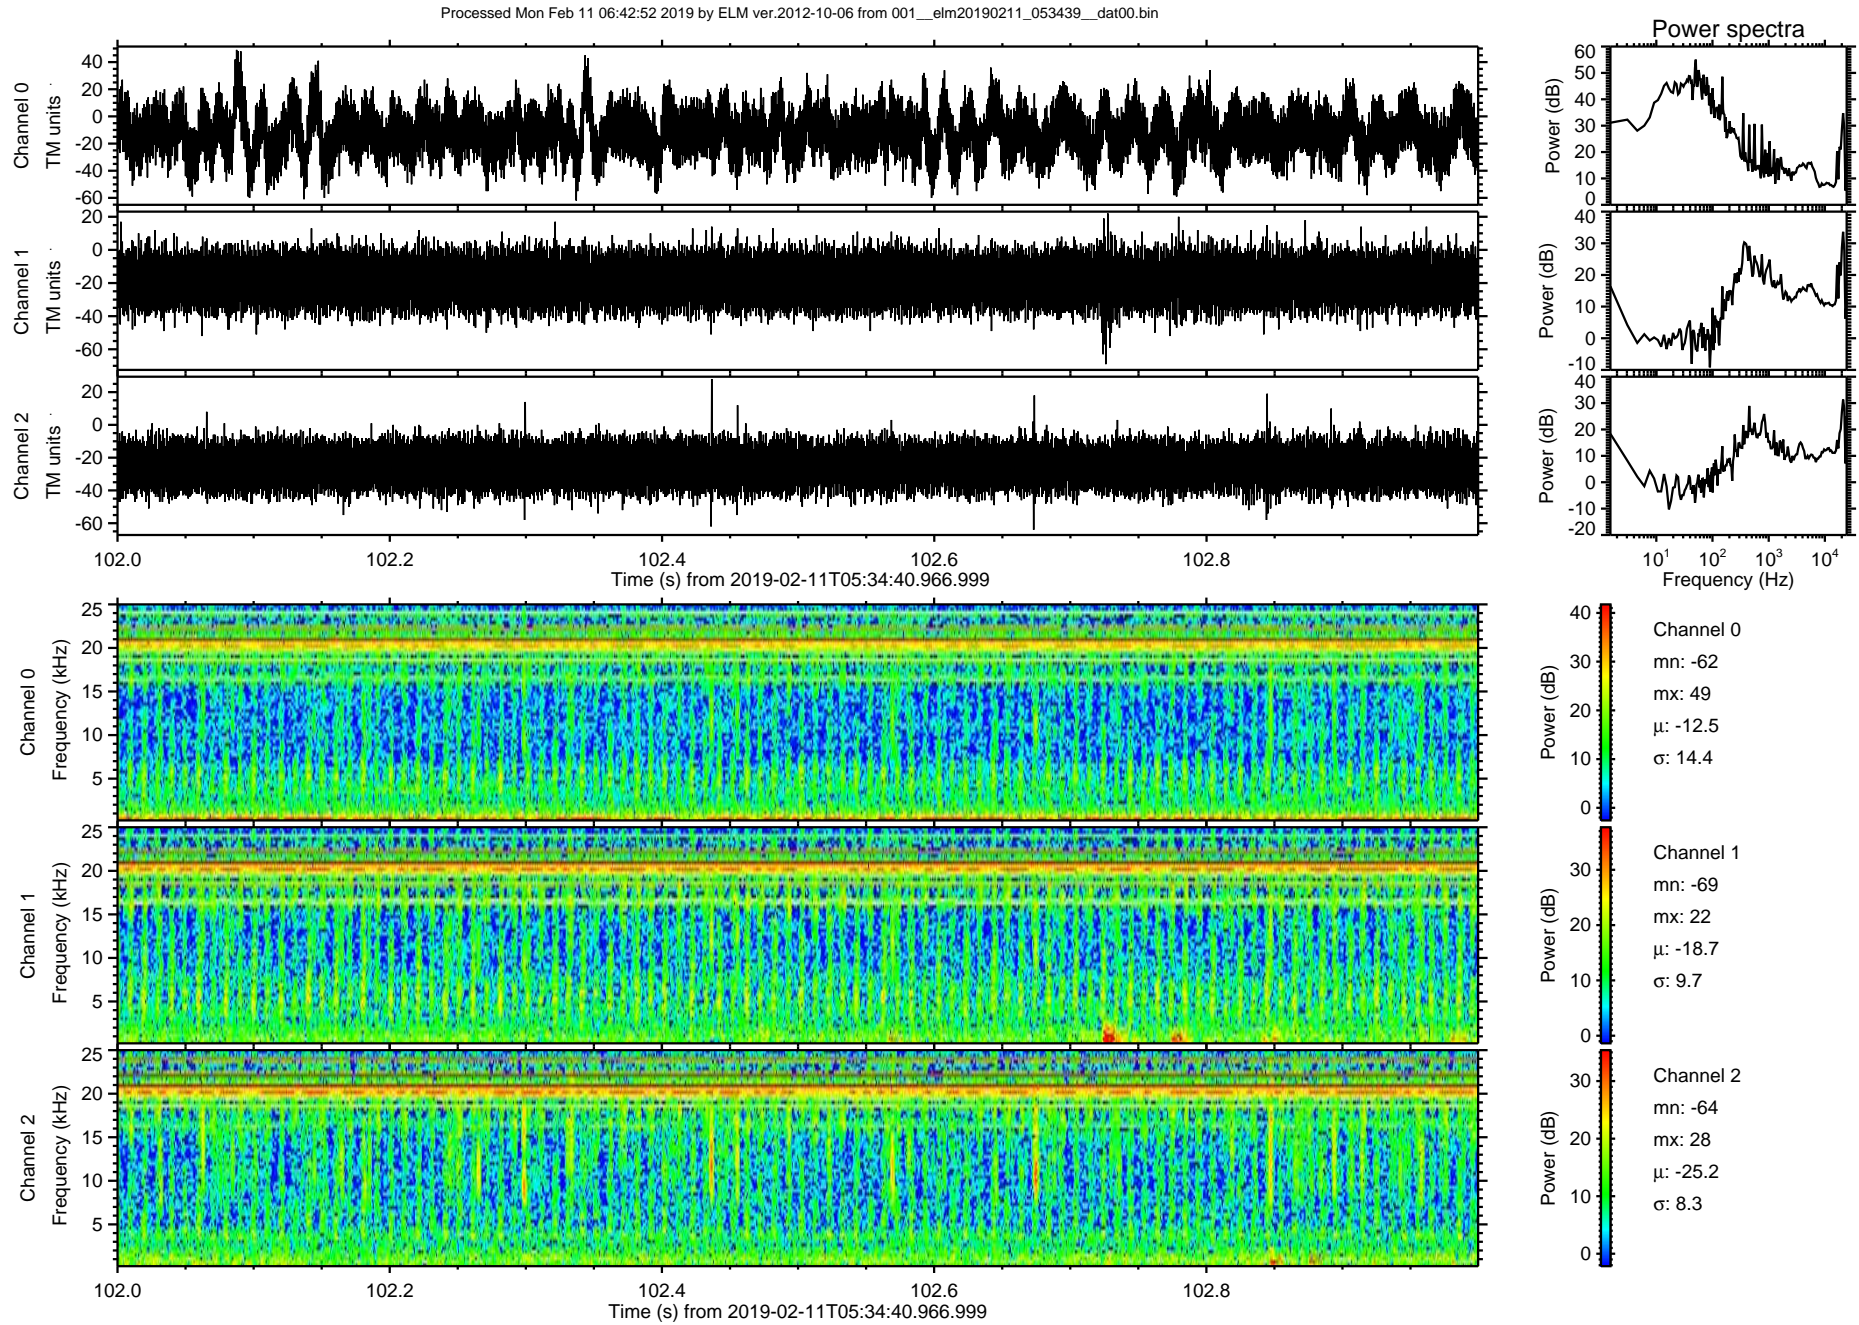 Processed Mon Feb 11 06:42:52 2019 by ELM ver.2012-10-06 from 001__elm20190211_053439__dat00.bin
Power spectra
Channel 0
TM units
40
20
0
-20
-40
-60
Power (dB)
60
50
40
30
20
10
0
Channel 1
TM units
20
0
-20
-40
-60
Power (dB)
40
30
20
10
0
-10
Channel 2
TM units
20
0
-20
-40
-60
Power (dB)
40
30
20
10
0
-10
-20
102.0 102.2 102.4 102.6 102.8
Time (s) from 2019-02-11T05:34:40.966.999
10¹ 10² 10³ 10⁴
Frequency (Hz)
Channel 0
Frequency (kHz)
25
20
15
10
5
Power (dB)
40
30
20
10
0
Channel 0
mn: -62
mx: 49
μ: -12.5
σ: 14.4
Channel 1
Frequency (kHz)
25
20
15
10
5
Power (dB)
30
20
10
0
Channel 1
mn: -69
mx: 22
μ: -18.7
σ: 9.7
Channel 2
Frequency (kHz)
25
20
15
10
5
Power (dB)
30
20
10
0
Channel 2
mn: -64
mx: 28
μ: -25.2
σ: 8.3
102.0 102.2 102.4 102.6 102.8
Time (s) from 2019-02-11T05:34:40.966.999